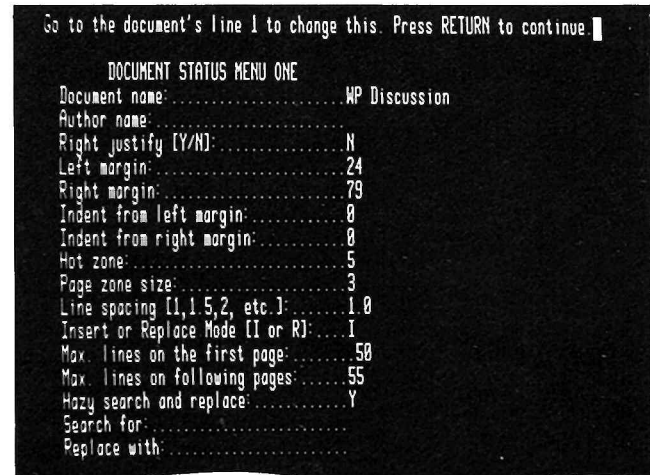 Go to the document's line 1 to change this. Press RETURN to continue.
DOCUMENT STATUS MENU ONE
Document name:......................WP Discussion
Author name:......................
Right justify [Y/N]:................N
Left margin:........................24
Right margin:.......................79
Indent from left margin:............0
Indent from right margin:...........0
Hot zone:...........................5
Page zone size:.....................3
Line spacing [1,1.5,2, etc.]:.......1.0
Insert or Replace Mode [I or R]:....I
Max. lines on the first page:........50
Max. lines on following pages:......55
Hazy search and replace:............Y
Search for:.......................
Replace with:.....................